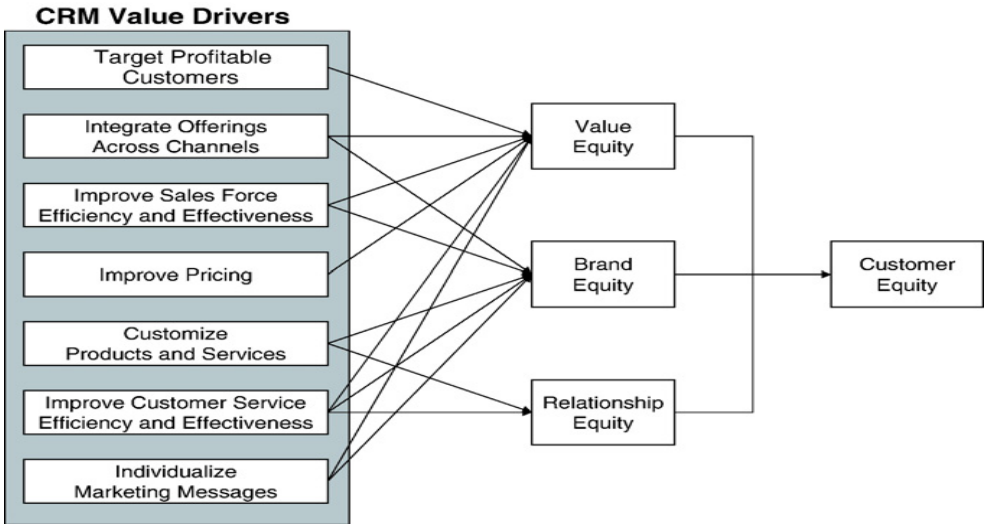 CRM Value Drivers
Target Profitable
Customers
Integrate Offerings
Across Channels
Improve Sales Force
Efficiency and Effectiveness
Improve Pricing
Customize
Products and Services
Improve Customer Service
Efficiency and Effectiveness
Individualize
Marketing Messages
Value
Equity
Brand
Equity
Relationship
Equity
Customer
Equity